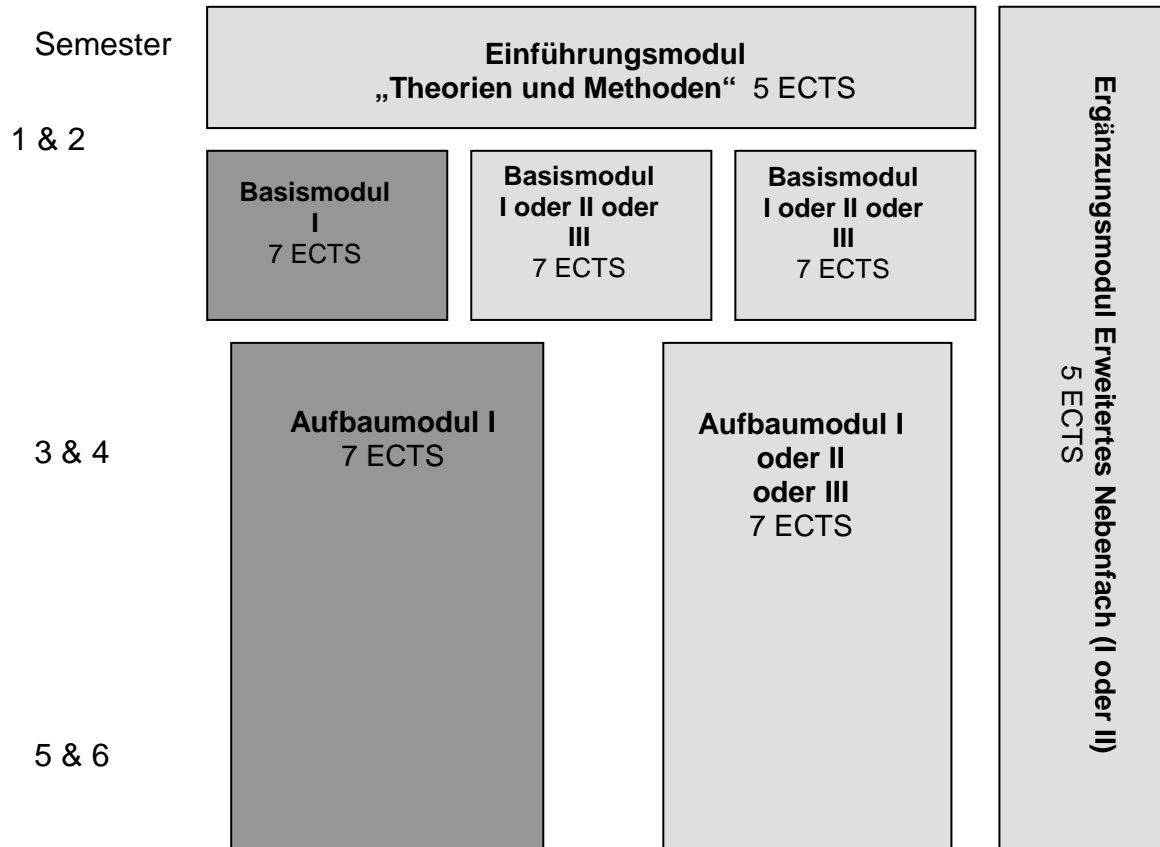 Semester
Einführungsmodul
„Theorien und Methoden“ 5 ECTS
1 & 2
Basismodul
I
7 ECTS
Basismodul
I oder II oder
III
7 ECTS
Basismodul
I oder II oder
III
7 ECTS
3 & 4
Aufbaumodul I
7 ECTS
Aufbaumodul I
oder II
oder III
7 ECTS
5 & 6
Ergänzungsmodul Erweitertes Nebenfach (I oder II)
5 ECTS